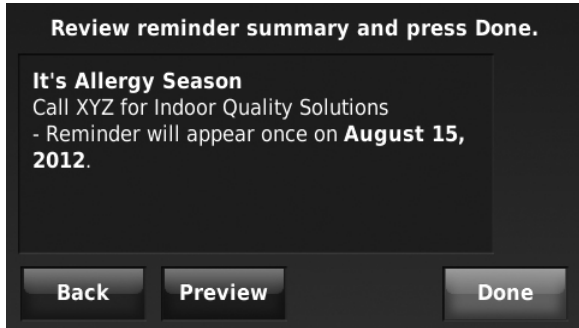 Review reminder summary and press Done.
It's Allergy Season
Call XYZ for Indoor Quality Solutions
- Reminder will appear once on August 15,
2012.
Back
Preview
Done